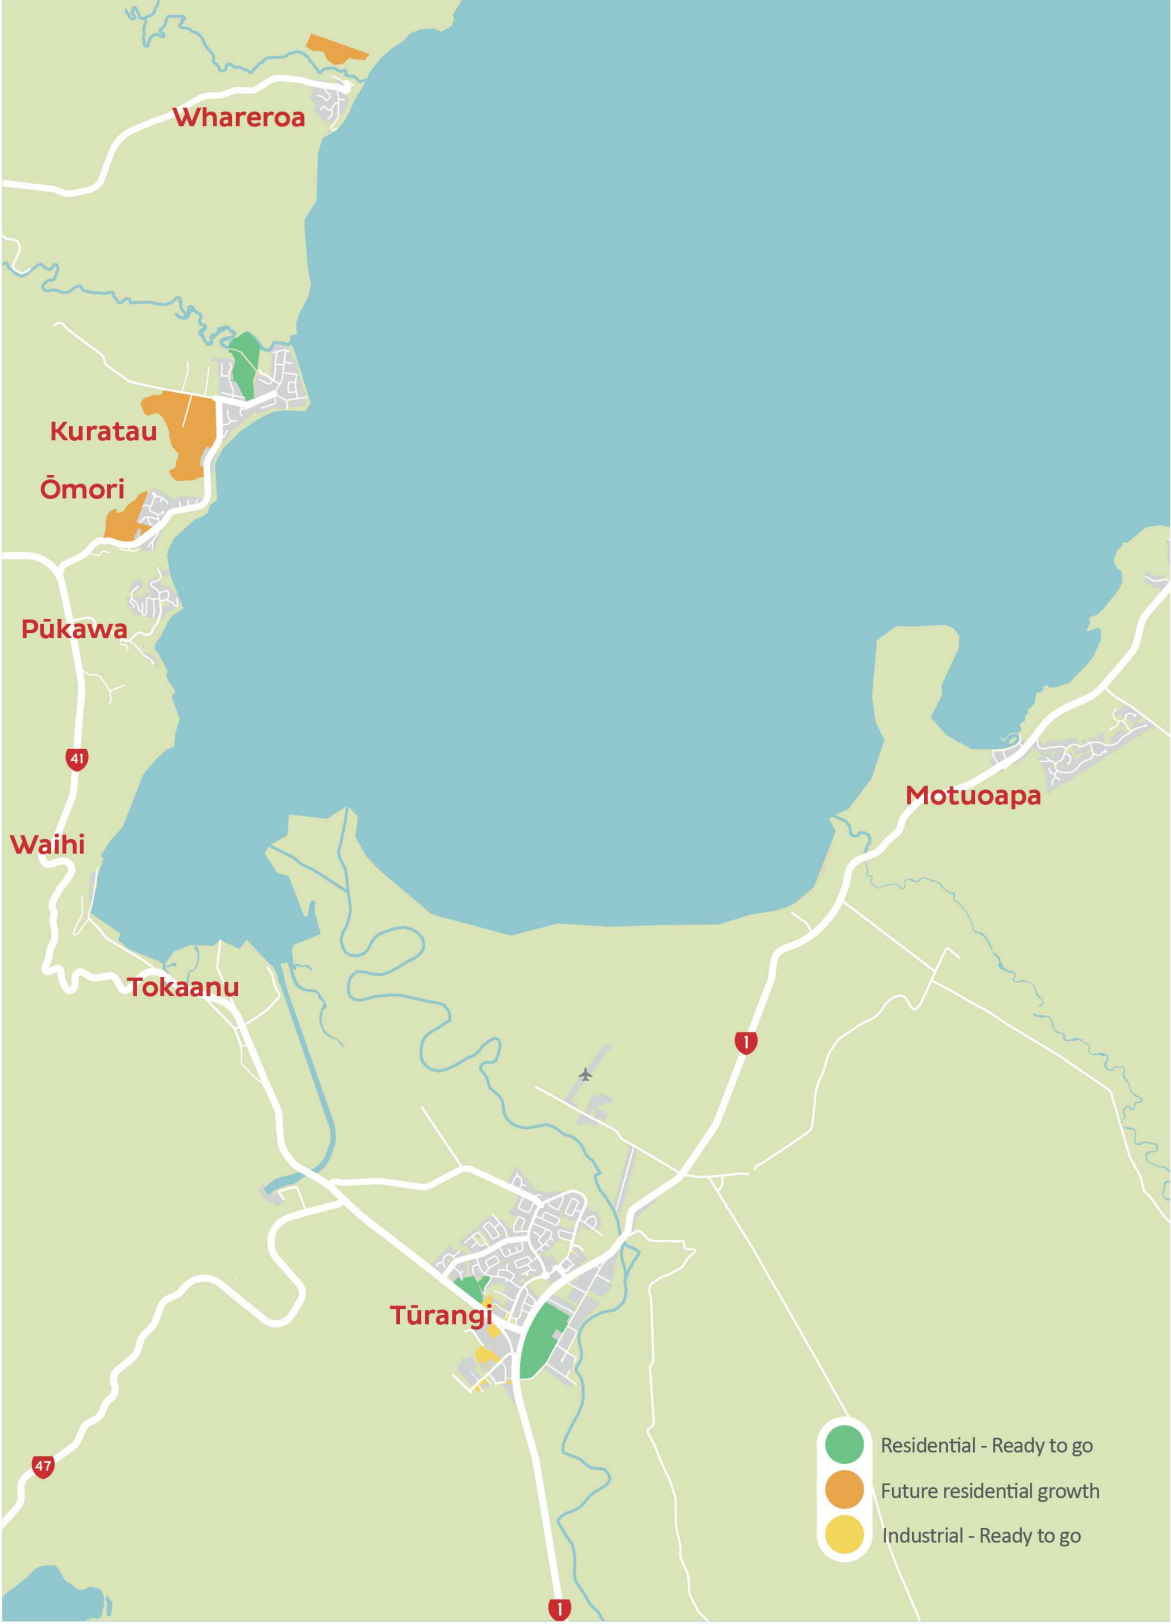 Whareroa
Kuratau
Ōmori
Pūkawa
41
Waihi
Motuoapa
Tokaanu
1
Tūrangi
47
Residential - Ready to go
Future residential growth
Industrial - Ready to go
1